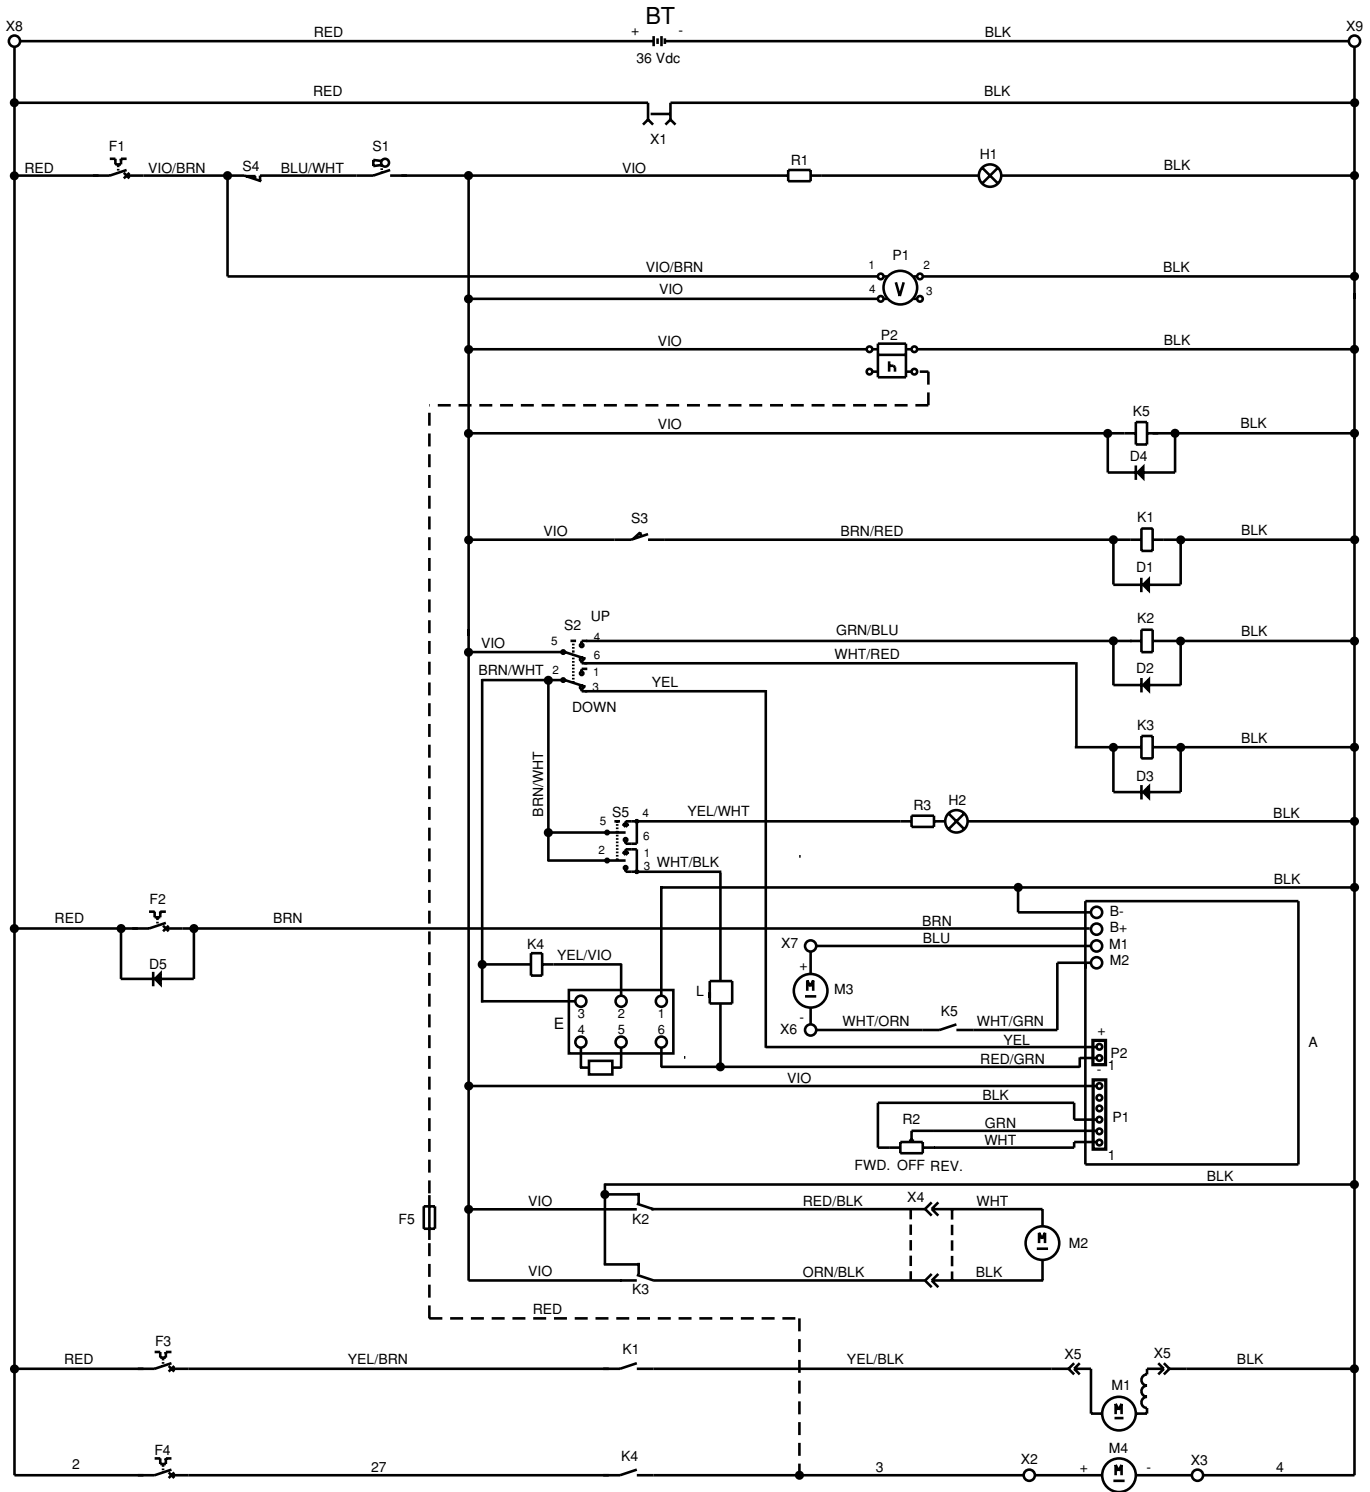 BT
X8 RED + - BLK X9
36 Vdc
RED BLK
X1
F1 S4 S1 R1 H1
RED VIO/BRN BLU/WHT VIO BLK
P1
VIO/BRN 1 2 BLK
VIO 4 V 3
P2
VIO BLK
h
K5
VIO BLK
D4
S3 K1
VIO BRN/RED BLK
D1
UP
S2 K2
VIO 5 4 GRN/BLU BLK
6 WHT/RED
BRN/WHT 2 1 D2
3 YEL
DOWN
K3
BLK
BRN/WHT
D3
S5 4 YEL/WHT R3 H2
5 BLK
6
2 1
3 WHT/BLK
BLK
F2
RED BRN BRN B-
B+
BLU M1
X7 M2
D5 K4 YEL/VIO
+
L M M3
E 3 2 1
4 5 6
- K5
X6 WHT/ORN WHT/GRN
YEL + A
RED/GRN P2
1
-
VIO
BLK
R2 P1
GRN
WHT
1
FWD. OFF REV.
BLK
VIO RED/BLK X4 WHT
F5 K2
M M2
VIO ORN/BLK BLK
K3
RED
F3 K1 X5 X5
RED YEL/BRN YEL/BLK BLK
M1
M
F4 K4 X2 M4 X3
2 27 3 + M - 4